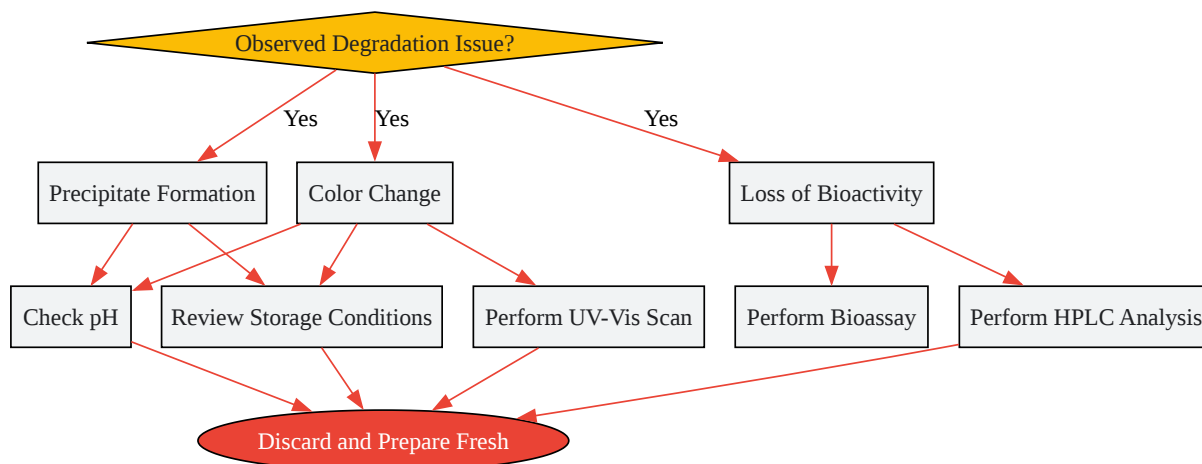 Observed Degradation Issue?
Yes
Yes
Yes
Precipitate Formation
Color Change
Loss of Bioactivity
Check pH
Review Storage Conditions
Perform UV-Vis Scan
Perform Bioassay
Perform HPLC Analysis
Discard and Prepare Fresh